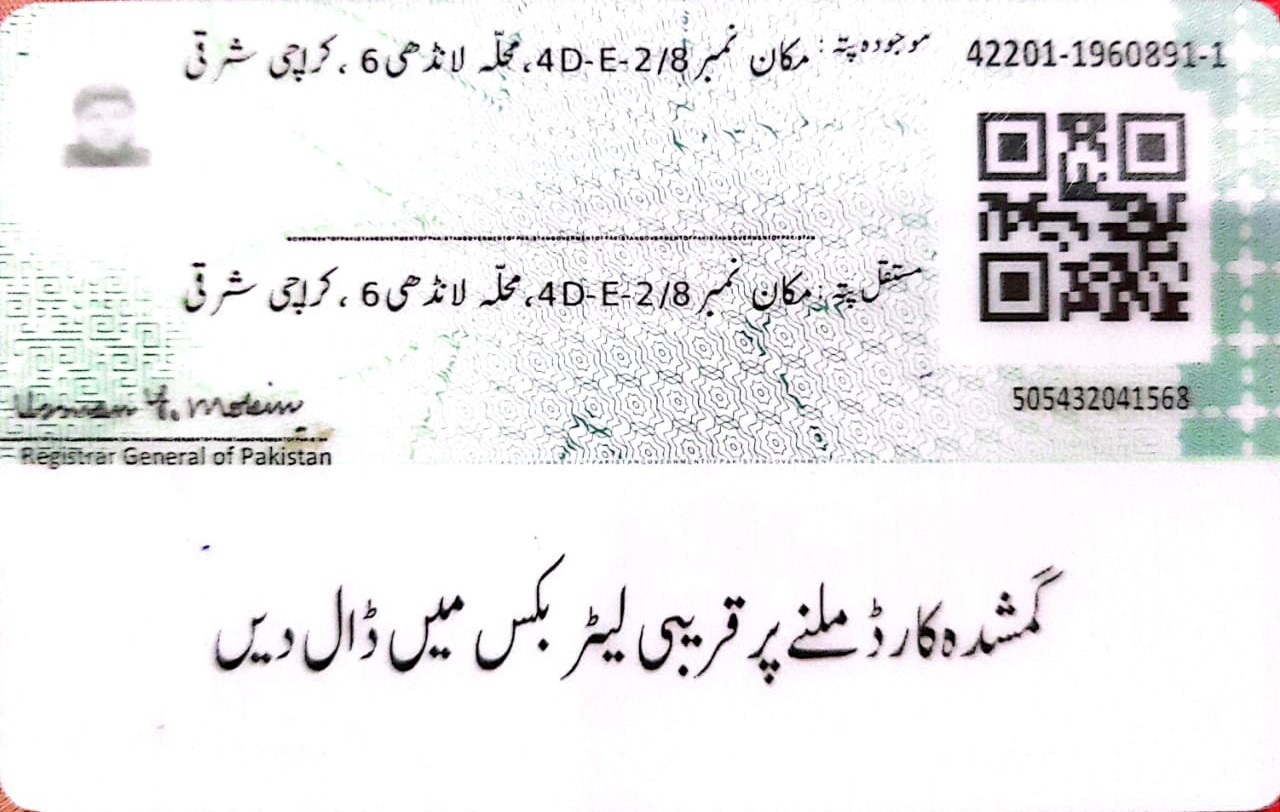 42201-1960891-1
موجودہ پتہ : مکان نمبر 4D-E-2/8، محلّہ لانڈھی 6 ، کراچی شرقی
مستقل پتہ : مکان نمبر 4D-E-2/8، محلّہ لانڈھی 6 ، کراچی شرقی
505432041568
Usman Y. Mobin
Registrar General of Pakistan
گمشدہ کارڈ ملنے پر قریبی لیٹر بکس میں ڈال دیں